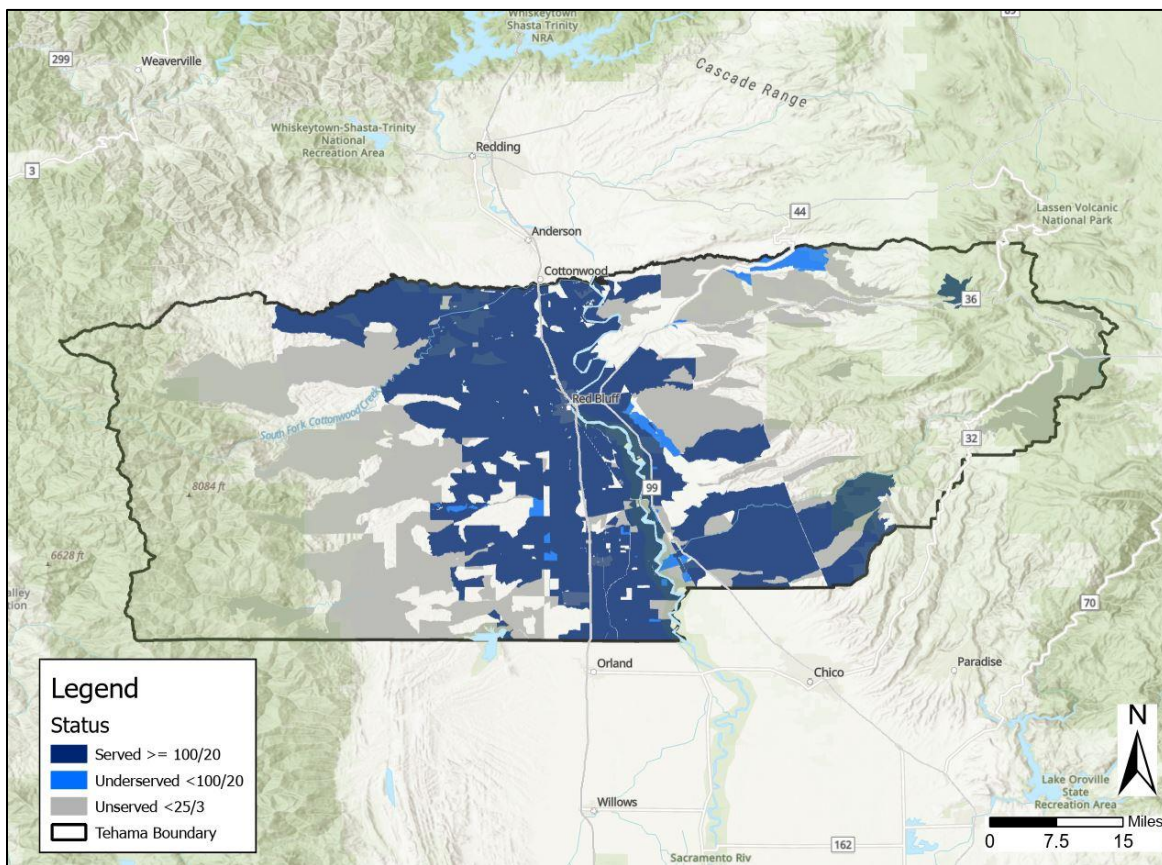 Whiskeytown
Shasta Trinity
NRA
89
299
Weaverville
Cascade Range
Whiskeytown-Shasta-Trinity
National
Recreation Area
Redding
3
Lassen Volcanic
National Park
44
Anderson
Cottonwood
36
Red Bluff
South Fork Cottonwood Creek
32
8084 ft
99
6628 ft
alley
tion
70
Orland
Chico
Paradise
Legend
Status
Served >= 100/20
Underserved <100/20
Unserved <25/3
Tehama Boundary
N
Lake Oroville
State
Recreation Area
Willows
Miles
0 7.5 15
162
Sacramento Riv